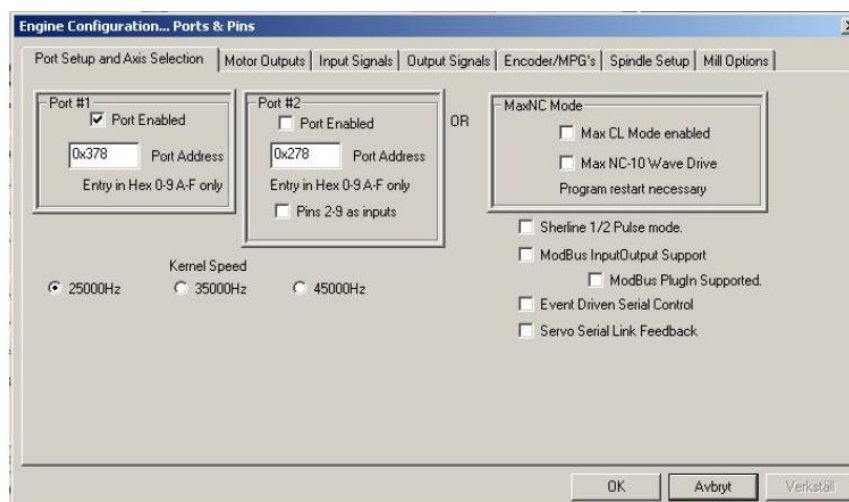 Engine Configuration... Ports & Pins
Port Setup and Axis Selection
Motor Outputs
Input Signals
Output Signals
Encoder/MPG's
Spindle Setup
Mill Options
Port #1
Port Enabled
0x378
Port Address
Entry in Hex 0-9 A-F only
Port #2
Port Enabled
0x278
Port Address
Entry in Hex 0-9 A-F only
Pins 2-9 as inputs
OR
MaxNC Mode
Max CL Mode enabled
Max NC-10 Wave Drive
Program restart necessary
Sherline 1/2 Pulse mode.
ModBus InputOutput Support
ModBus PlugIn Supported.
Event Driven Serial Control
Servo Serial Link Feedback
Kernel Speed
25000Hz
35000Hz
45000Hz
OK
Avbryt
Verkställ